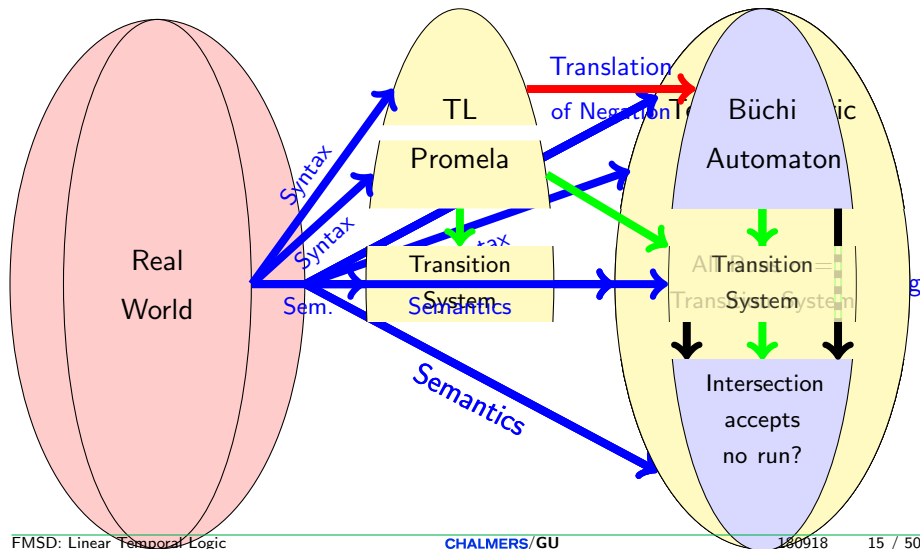 Translation
of Negation
TL
Büchi
Promela
Automaton
Syntax
Syntax
Real
World
Transition
System
Transition
System
Sem.
Semantics
Semantics
Intersection
accepts
no run?
FMSD: Linear Temporal Logic
CHALMERS/GU
180918
15 / 50